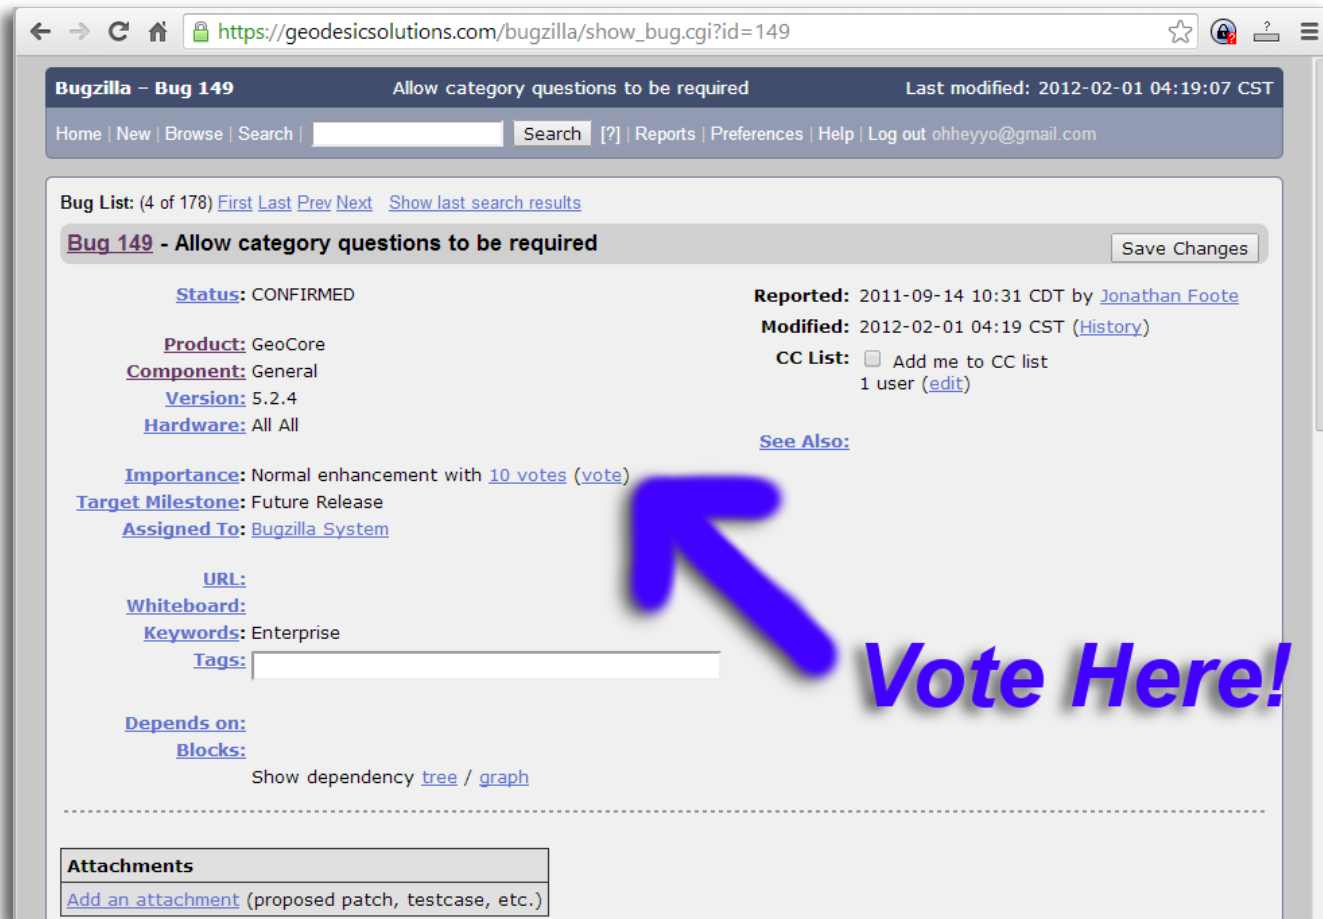 https://geodesicsolutions.com/bugzilla/show_bug.cgi?id=149
Bugzilla – Bug 149 Allow category questions to be required Last modified: 2012-02-01 04:19:07 CST
Home | New | Browse | Search | Search [?] | Reports | Preferences | Help | Log out ohheyyo@gmail.com
Bug List: (4 of 178) First Last Prev Next Show last search results
Bug 149 - Allow category questions to be required Save Changes
Status: CONFIRMED
Reported: 2011-09-14 10:31 CDT by Jonathan Foote
Modified: 2012-02-01 04:19 CST (History)
Product: GeoCore
CC List: Add me to CC list
1 user (edit)
Component: General
Version: 5.2.4
Hardware: All All
See Also:
Importance: Normal enhancement with 10 votes (vote)
Target Milestone: Future Release
Assigned To: Bugzilla System
URL:
Whiteboard:
Keywords: Enterprise
Tags:
Vote Here!
Depends on:
Blocks:
Show dependency tree / graph
Attachments
Add an attachment (proposed patch, testcase, etc.)